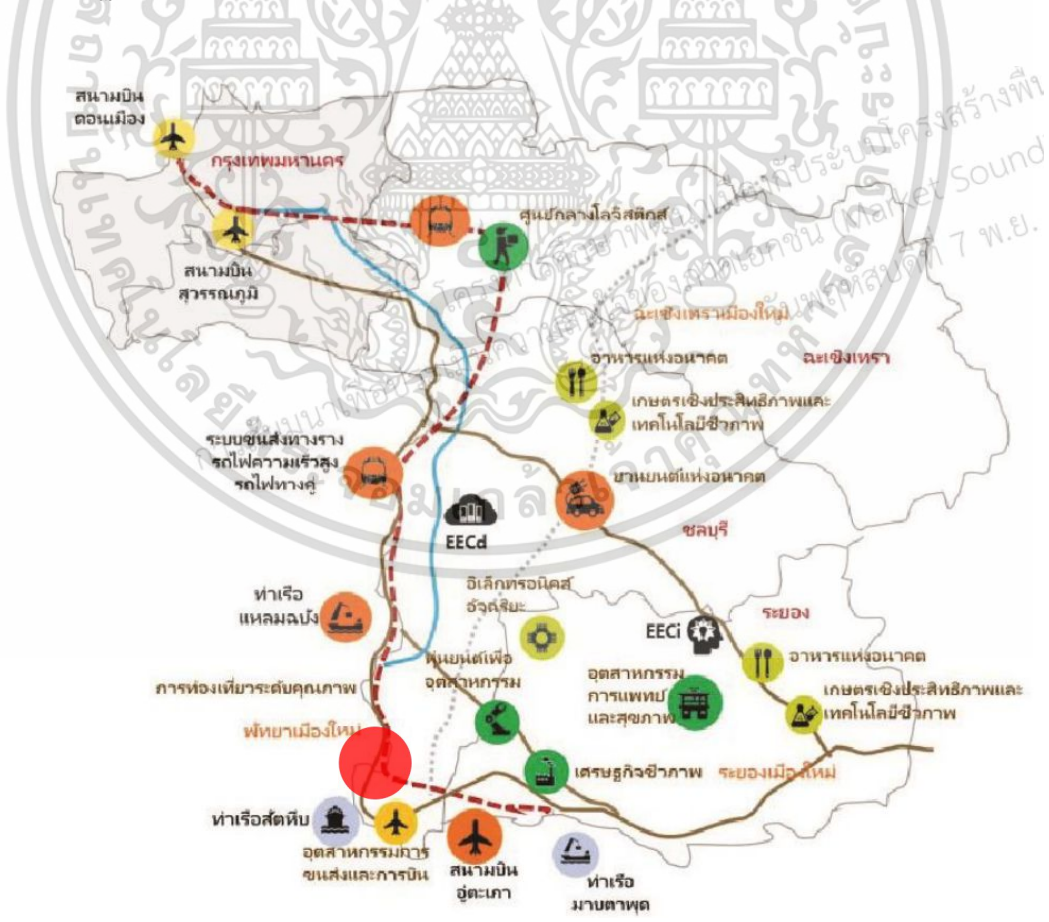 สนามบิน
ดอนเมือง
กรุงเทพมหานคร
ศูนย์กลางโลจิสติกส์
สนามบิน
สุวรรณภูมิ
ฉะเชิงเทราเมืองใหม่
อาหารแห่งอนาคต
ฉะเชิงเทรา
เกษตรเชิงประสิทธิภาพและ
เทคโนโลยีชีวภาพ
ระบบขนส่งทางราง
รถไฟความเร็วสูง
รถไฟทางคู่
ยานยนต์แห่งอนาคต
ชลบุรี
EECd
อิเล็กทรอนิคส์
อัจฉริยะ
ท่าเรือ
แหลมฉบัง
ระยอง
EECi
หุ่นยนต์เพื่อ
อุตสาหกรรม
อุตสาหกรรม
การแพทย์
และสุขภาพ
อาหารแห่งอนาคต
การท่องเที่ยวระดับคุณภาพ
เกษตรเชิงประสิทธิภาพและ
เทคโนโลยีชีวภาพ
พัทยาเมืองใหม่
เศรษฐกิจชีวภาพ
ระยองเมืองใหม่
ท่าเรือสัตหีบ
อุตสาหกรรมการ
ขนส่งและการบิน
สนามบิน
อู่ตะเภา
ท่าเรือ
มาบตาพุด
Market Sound
7 พ.ย.